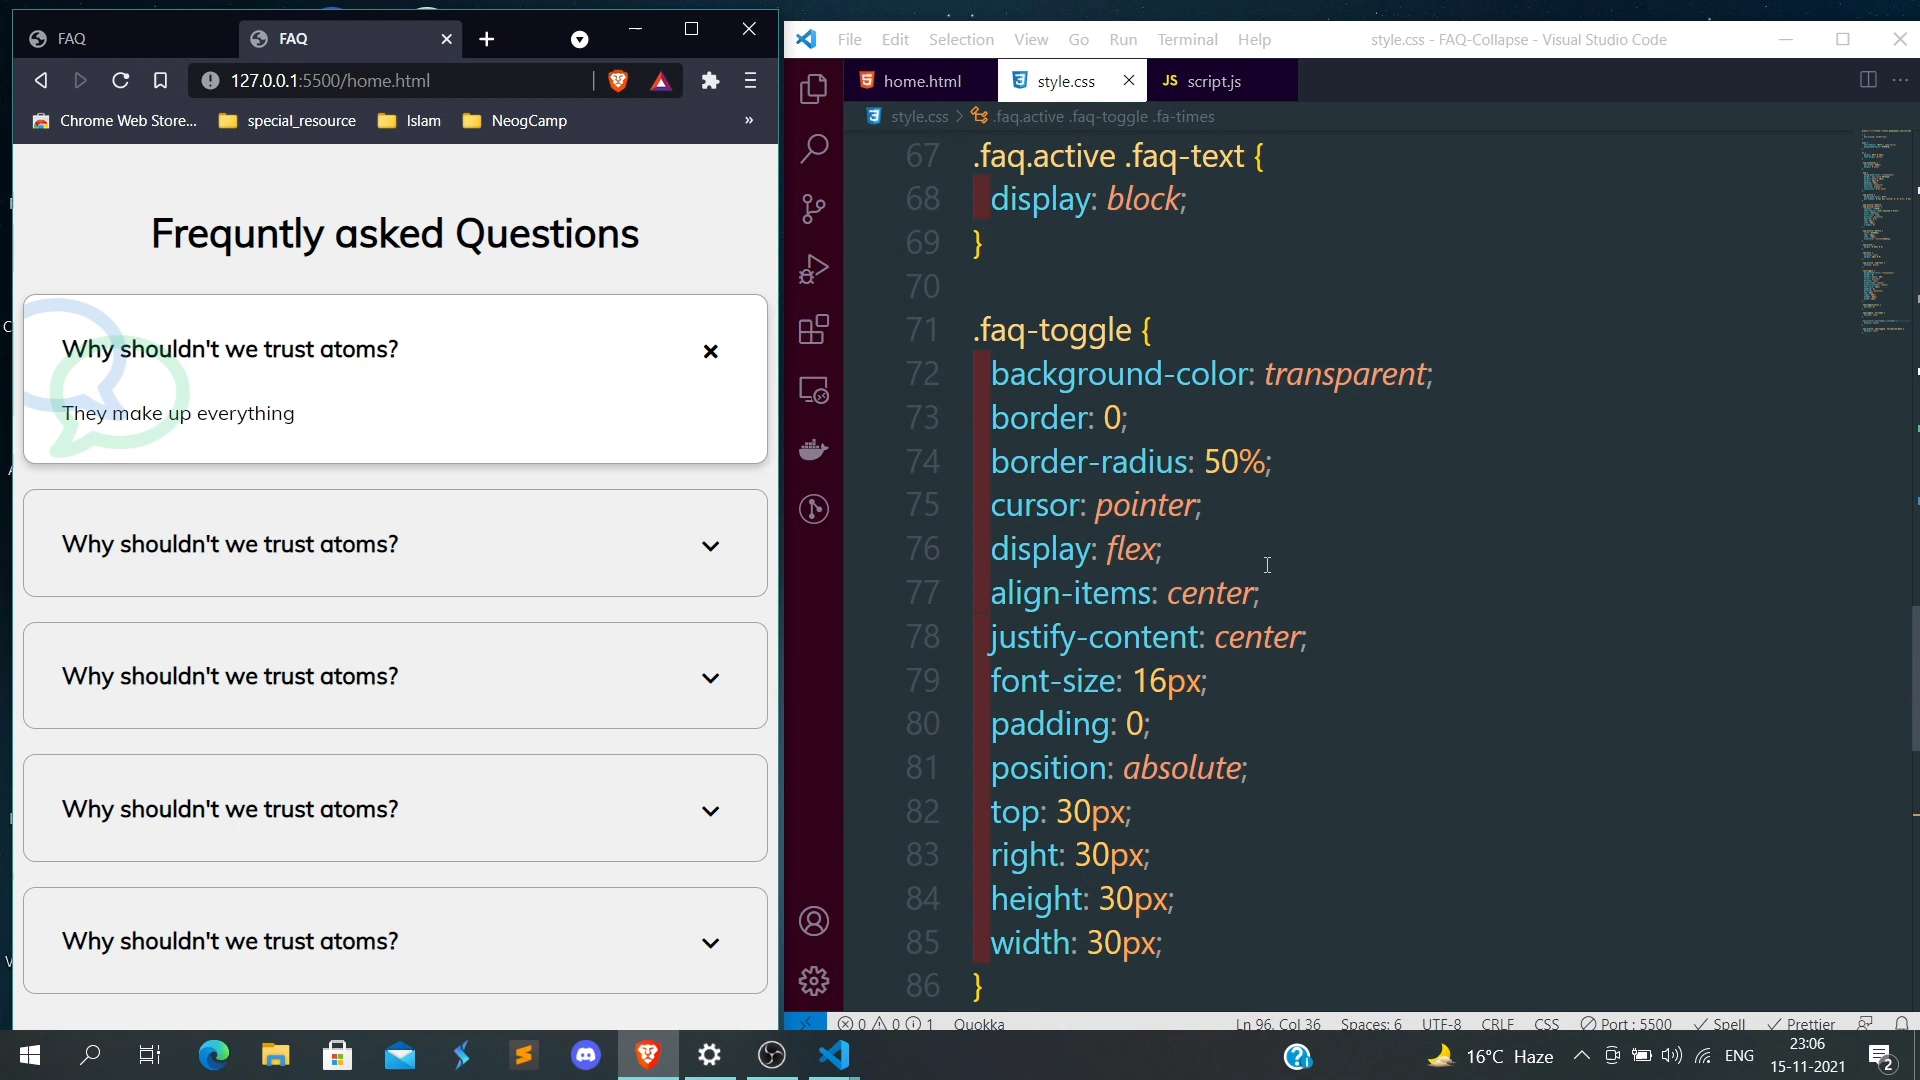 FAQ
FAQ
127.0.0.1:5500/home.html
Chrome Web Store...
special_resource
Islam
NeogCamp
»
Frequntly asked Questions
Why shouldn't we trust atoms?
They make up everything
Why shouldn't we trust atoms?
Why shouldn't we trust atoms?
Why shouldn't we trust atoms?
Why shouldn't we trust atoms?
File Edit Selection View Go Run Terminal Help
style.css - FAQ-Collapse - Visual Studio Code
home.html
style.css
JS script.js
style.css > .faq.active .faq-toggle .fa-times
67 .faq.active .faq-text {
68 display: block;
69 }
70
71 .faq-toggle {
72 background-color: transparent;
73 border: 0;
74 border-radius: 50%;
75 cursor: pointer;
76 display: flex;
77 align-items: center;
78 justify-content: center;
79 font-size: 16px;
80 padding: 0;
81 position: absolute;
82 top: 30px;
83 right: 30px;
84 height: 30px;
85 width: 30px;
86 }
0 0 1 Quokka
Ln 96, Col 36 Spaces: 6 UTF-8 CRLF CSS Port : 5500 Spell Prettier
16°C Haze
ENG
23:06
15-11-2021
2